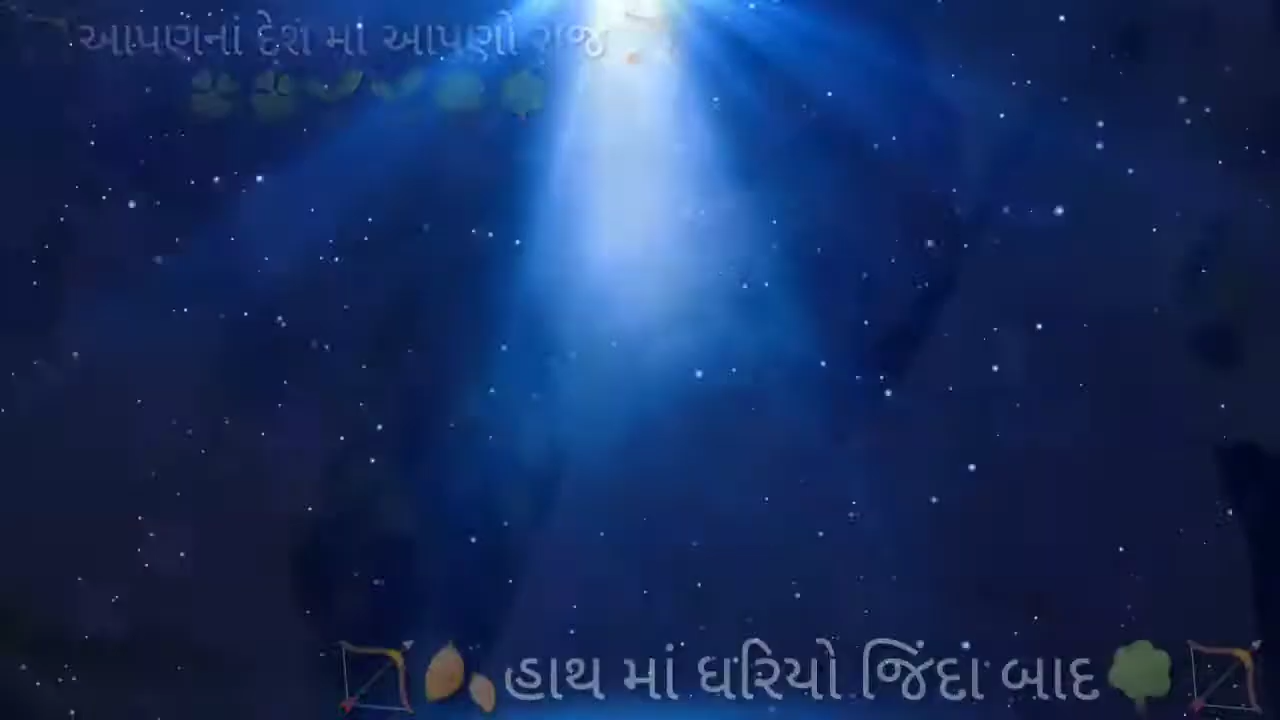 આપણનાં દેશ માં આપણો રાજ
હાથ માં ધરિયો જિંદા બાદ